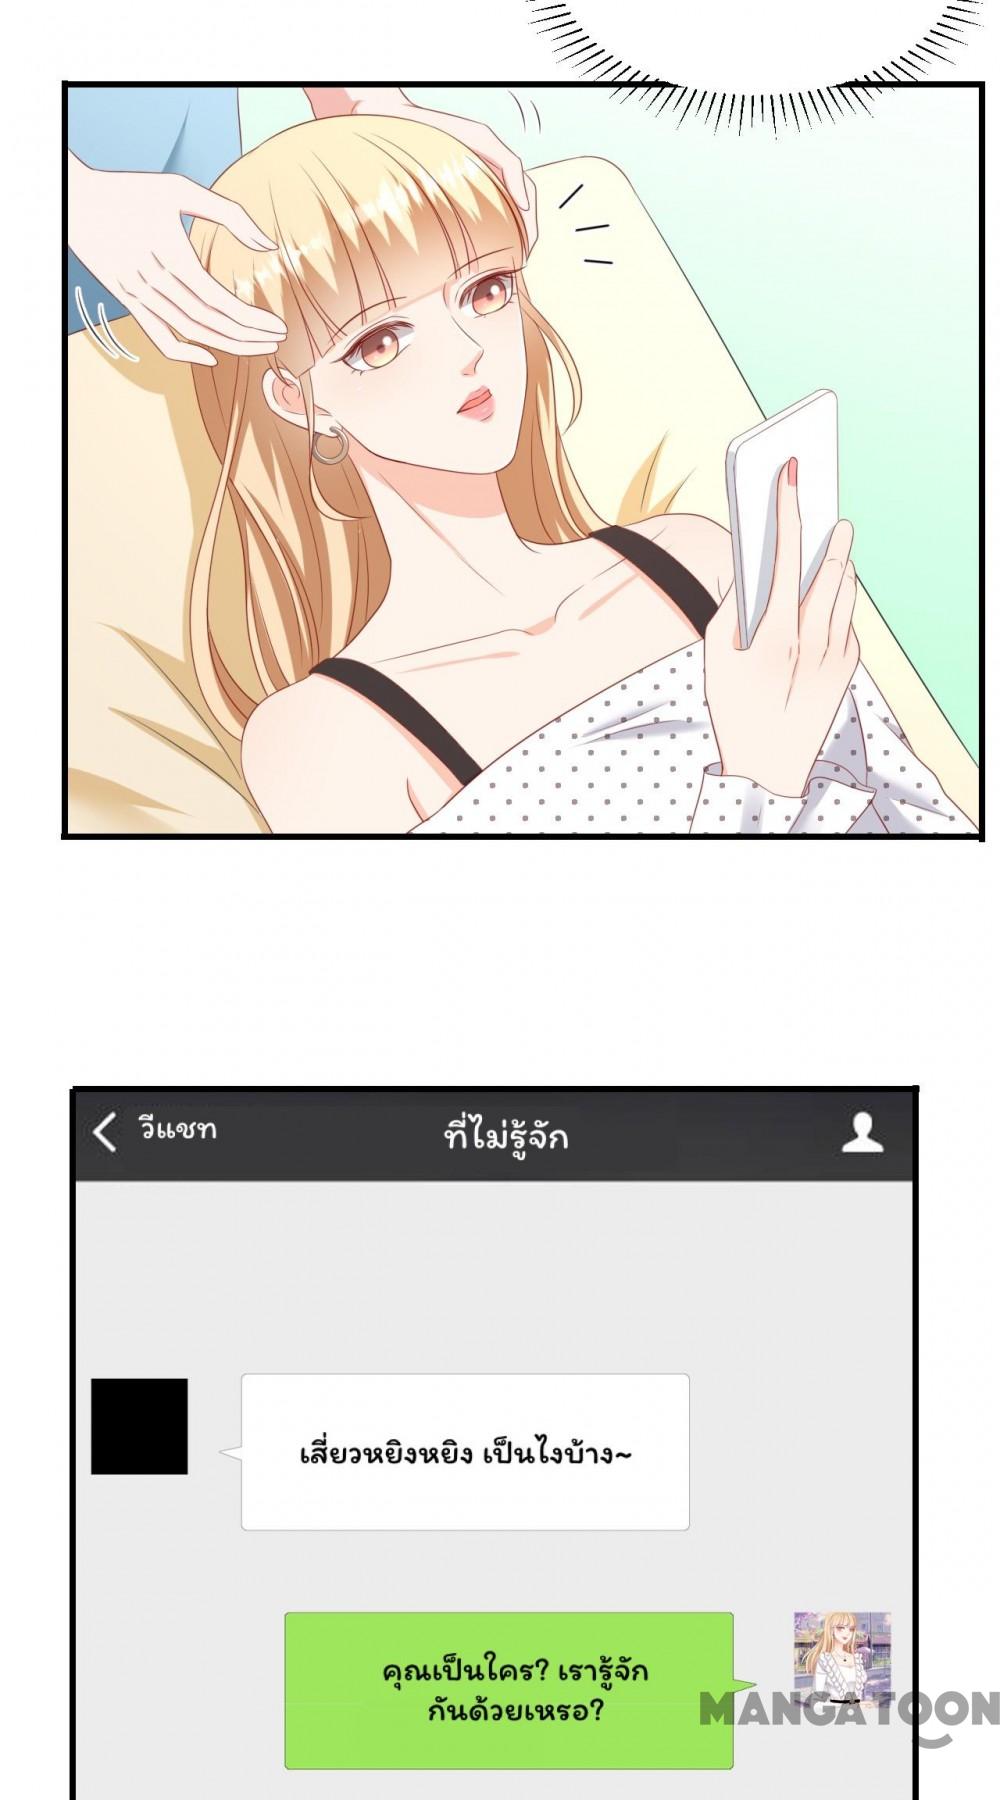 วีแชท
ที่ไม่รู้จัก
เสี่ยวหยิงหยิง เป็นไงบ้าง~
คุณเป็นใคร? เรารู้จัก
กันด้วยเหรอ?
MANGATOON